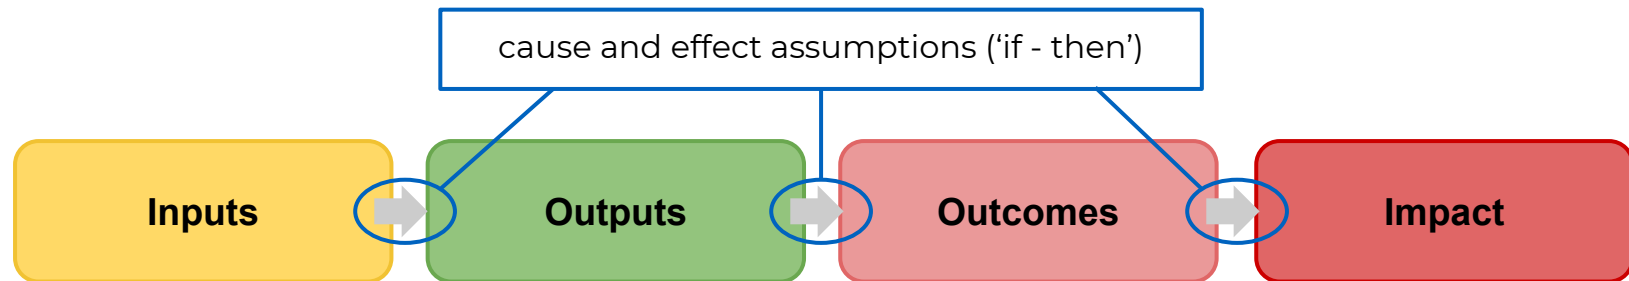 cause and effect assumptions (‘if - then’)
Inputs
Outputs
Outcomes
Impact